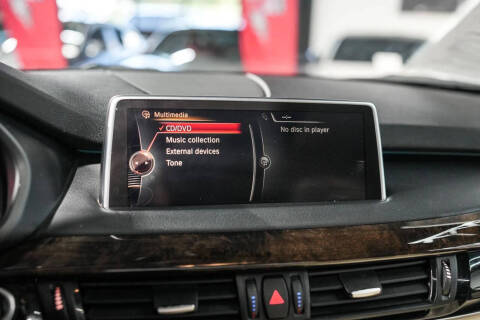 Multimedia
CD/DVD
Music collection
External devices
Tone
-/-
No disc in player